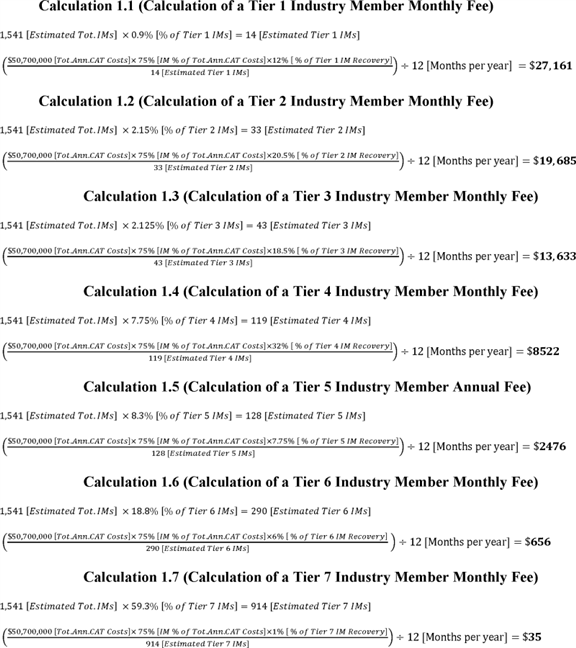 Calculation 1.1 (Calculation of a Tier 1 Industry Member Monthly Fee)
1,541 [Estimated Tot. IMs] × 0.9% [% of Tier 1 IMs] = 14 [Estimated Tier 1 IMs]
($50,700,000 [Tot.Ann.CAT Costs]×75% [IM % of Tot.Ann.CAT Costs]×12% [% of Tier 1 IM Recovery] / 14 [Estimated Tier 1 IMs]) ÷ 12 [Months per year] = $27,161
Calculation 1.2 (Calculation of a Tier 2 Industry Member Monthly Fee)
1,541 [Estimated Tot. IMs] × 2.15% [% of Tier 2 IMs] = 33 [Estimated Tier 2 IMs]
($50,700,000 [Tot.Ann.CAT Costs]×75% [IM % of Tot.Ann.CAT Costs]×20.5% [% of Tier 2 IM Recovery] / 33 [Estimated Tier 2 IMs]) ÷ 12 [Months per year] = $19,685
Calculation 1.3 (Calculation of a Tier 3 Industry Member Monthly Fee)
1,541 [Estimated Tot. IMs] × 2.125% [% of Tier 3 IMs] = 43 [Estimated Tier 3 IMs]
($50,700,000 [Tot.Ann.CAT Costs]×75% [IM % of Tot.Ann.CAT Costs]×18.5% [% of Tier 3 IM Recovery] / 43 [Estimated Tier 3 IMs]) ÷ 12 [Months per year] = $13,633
Calculation 1.4 (Calculation of a Tier 4 Industry Member Monthly Fee)
1,541 [Estimated Tot. IMs] × 7.75% [% of Tier 4 IMs] = 119 [Estimated Tier 4 IMs]
($50,700,000 [Tot.Ann.CAT Costs]×75% [IM % of Tot.Ann.CAT Costs]×32% [% of Tier 4 IM Recovery] / 119 [Estimated Tier 4 IMs]) ÷ 12 [Months per year] = $8522
Calculation 1.5 (Calculation of a Tier 5 Industry Member Annual Fee)
1,541 [Estimated Tot. IMs] × 8.3% [% of Tier 5 IMs] = 128 [Estimated Tier 5 IMs]
($50,700,000 [Tot.Ann.CAT Costs]×75% [IM % of Tot.Ann.CAT Costs]×7.75% [% of Tier 5 IM Recovery] / 128 [Estimated Tier 5 IMs]) ÷ 12 [Months per year] = $2476
Calculation 1.6 (Calculation of a Tier 6 Industry Member Monthly Fee)
1,541 [Estimated Tot. IMs] × 18.8% [% of Tier 6 IMs] = 290 [Estimated Tier 6 IMs]
($50,700,000 [Tot.Ann.CAT Costs]×75% [IM % of Tot.Ann.CAT Costs]×6% [% of Tier 6 IM Recovery] / 290 [Estimated Tier 6 IMs]) ÷ 12 [Months per year] = $656
Calculation 1.7 (Calculation of a Tier 7 Industry Member Monthly Fee)
1,541 [Estimated Tot. IMs] × 59.3% [% of Tier 7 IMs] = 914 [Estimated Tier 7 IMs]
($50,700,000 [Tot.Ann.CAT Costs]×75% [IM % of Tot.Ann.CAT Costs]×1% [% of Tier 7 IM Recovery] / 914 [Estimated Tier 7 IMs]) ÷ 12 [Months per year] = $35